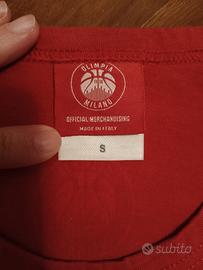 OLIMPIA
MILANO
OFFICIAL MERCHANDISING
MADE IN ITALY
S
subito